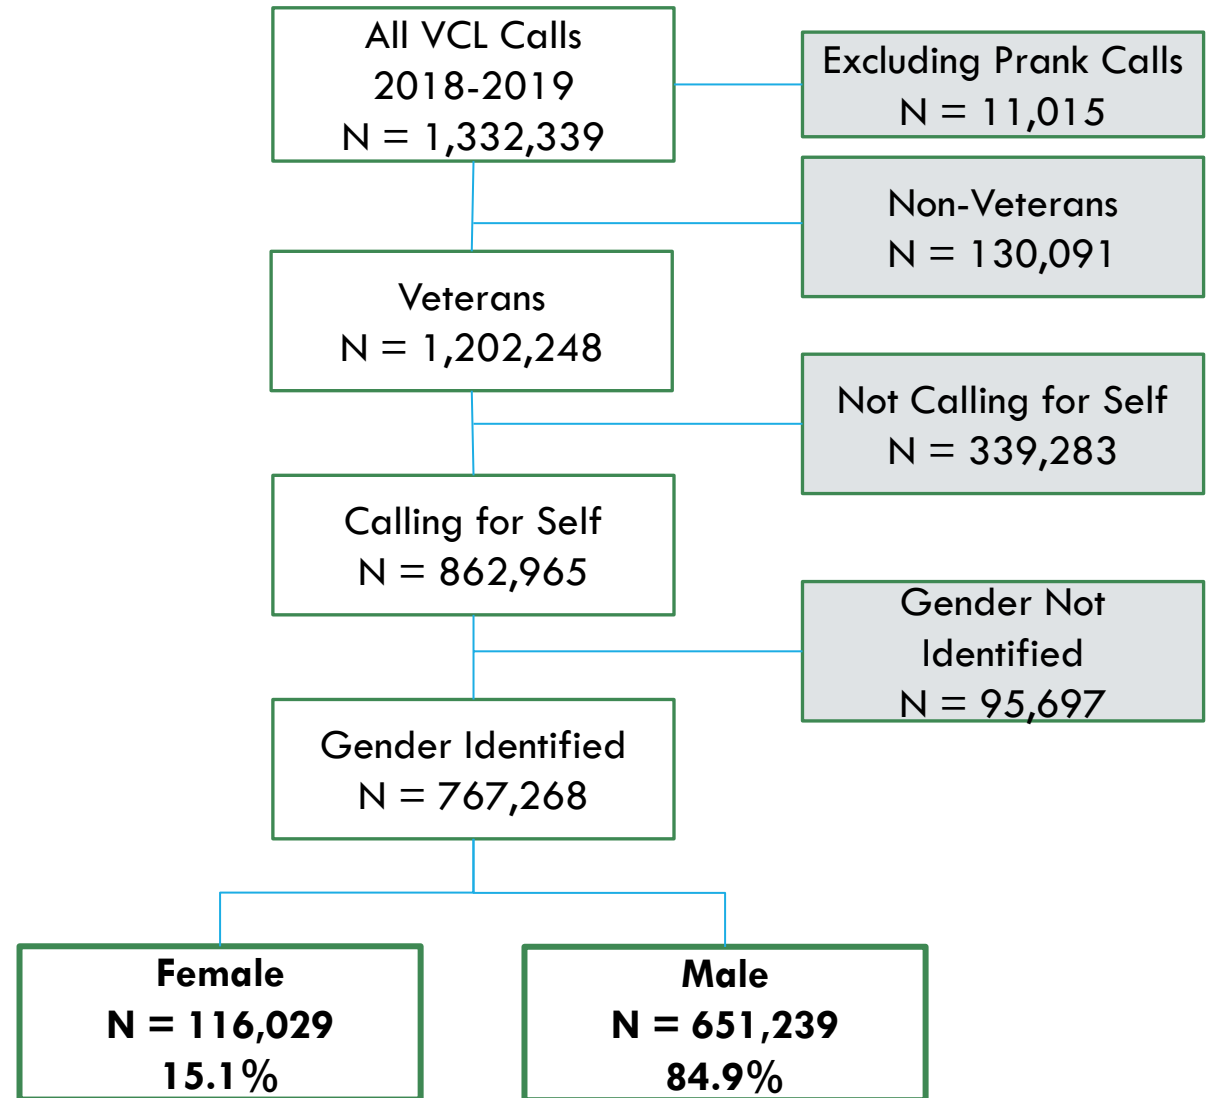 All VCL Calls
2018-2019
N = 1,332,339
Excluding Prank Calls
N = 11,015
Non-Veterans
N = 130,091
Veterans
N = 1,202,248
Not Calling for Self
N = 339,283
Calling for Self
N = 862,965
Gender Not
Identified
N = 95,697
Gender Identified
N = 767,268
Female
N = 116,029
15.1%
Male
N = 651,239
84.9%